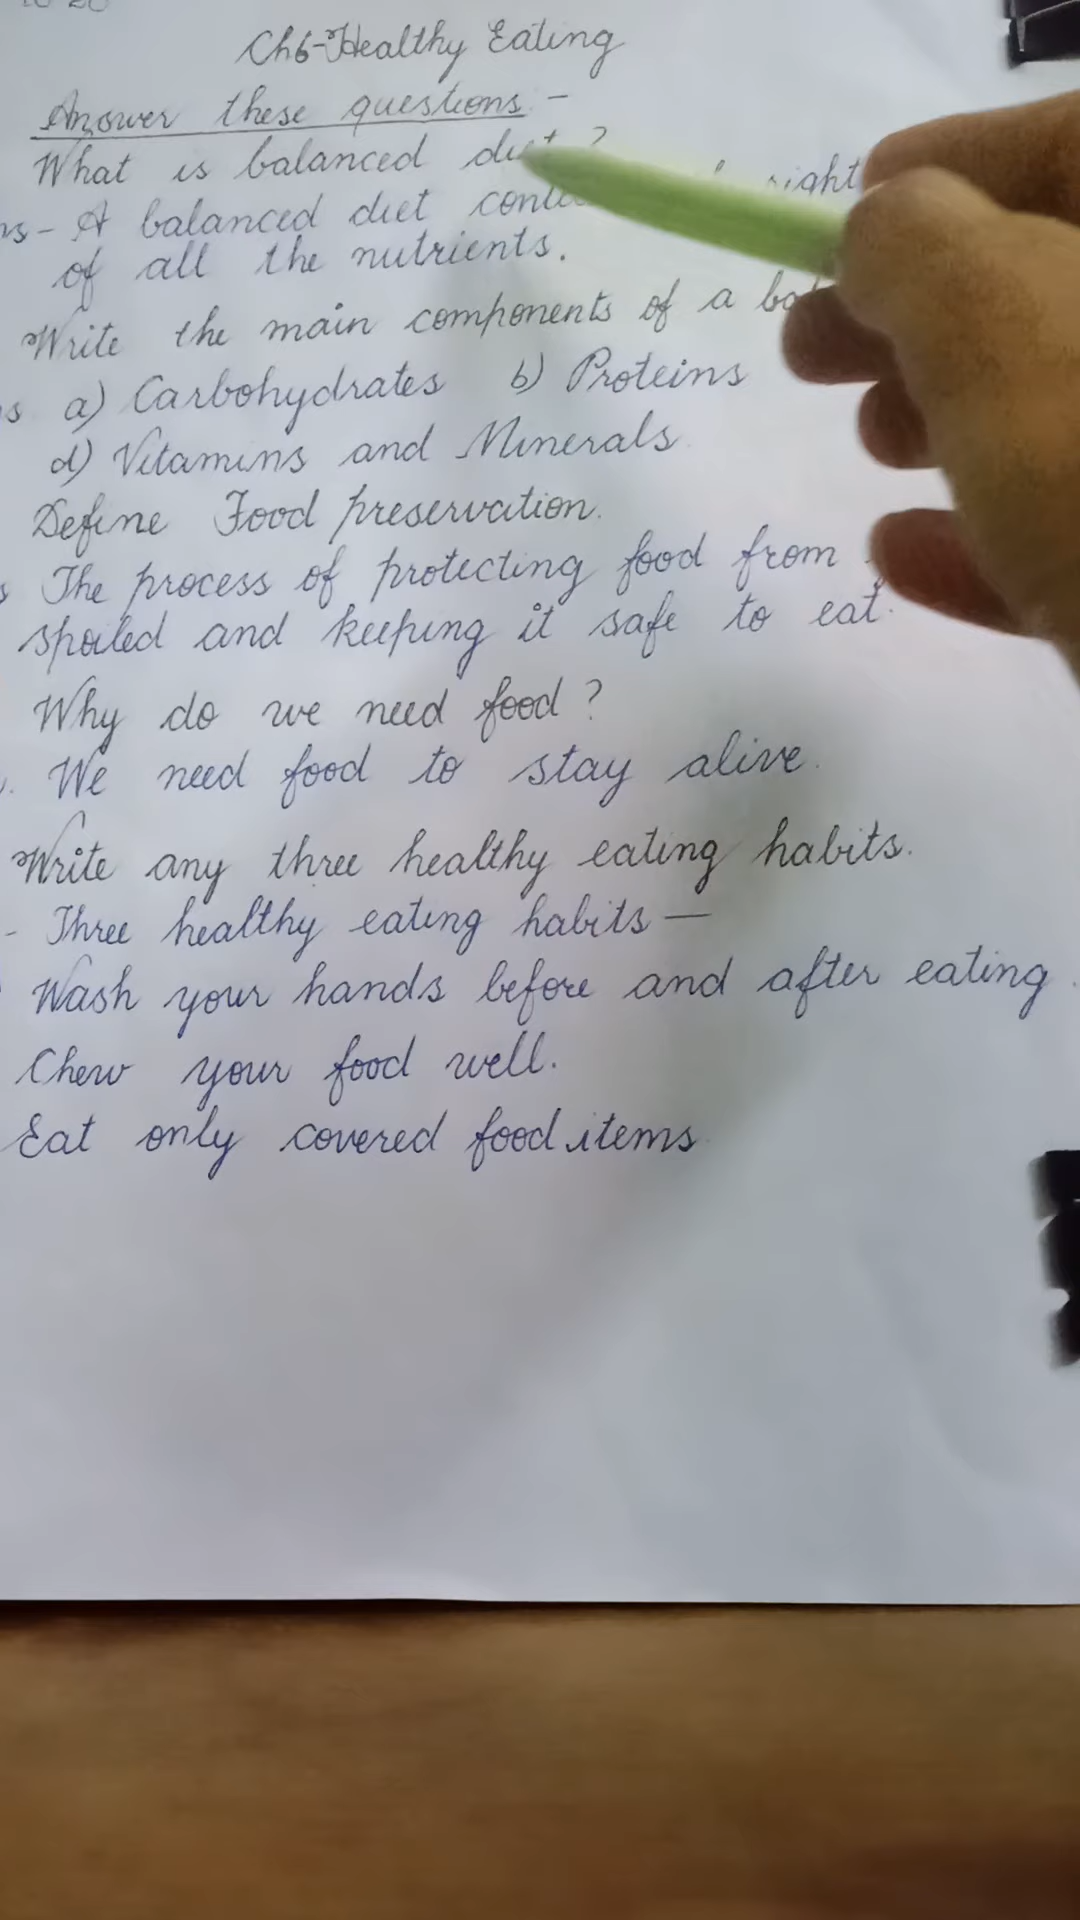 Ch6-Healthy Eating
Answer these questions -
What is balanced diet ?
ns - A balanced diet right
of all the nutrients.
Write the main components of a
s a) Carbohydrates b) Proteins
d) Vitamins and Minerals
Define Food preservation.
s The process of protecting food from
spoiled and keeping it safe to eat.
Why do we need food ?
. We need food to stay alive.
Write any three healthy eating habits.
- Three healthy eating habits —
Wash your hands before and after eating
Chew your food well.
Eat only covered food items